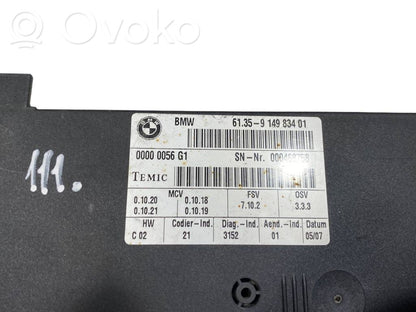 OVOKO
BMW 61.35-9 149 834 01
0000 0056 G1 SN-Nr.
TEMIC
MCV FSV OSV
0.10.20 0.10.18 -7.10.2 3.3.3
0.10.21 0.10.19
HW Codier-Ind. Diag.-Ind. Aend.-Ind. Datum
C 02 21 3152 01 05/07
111.